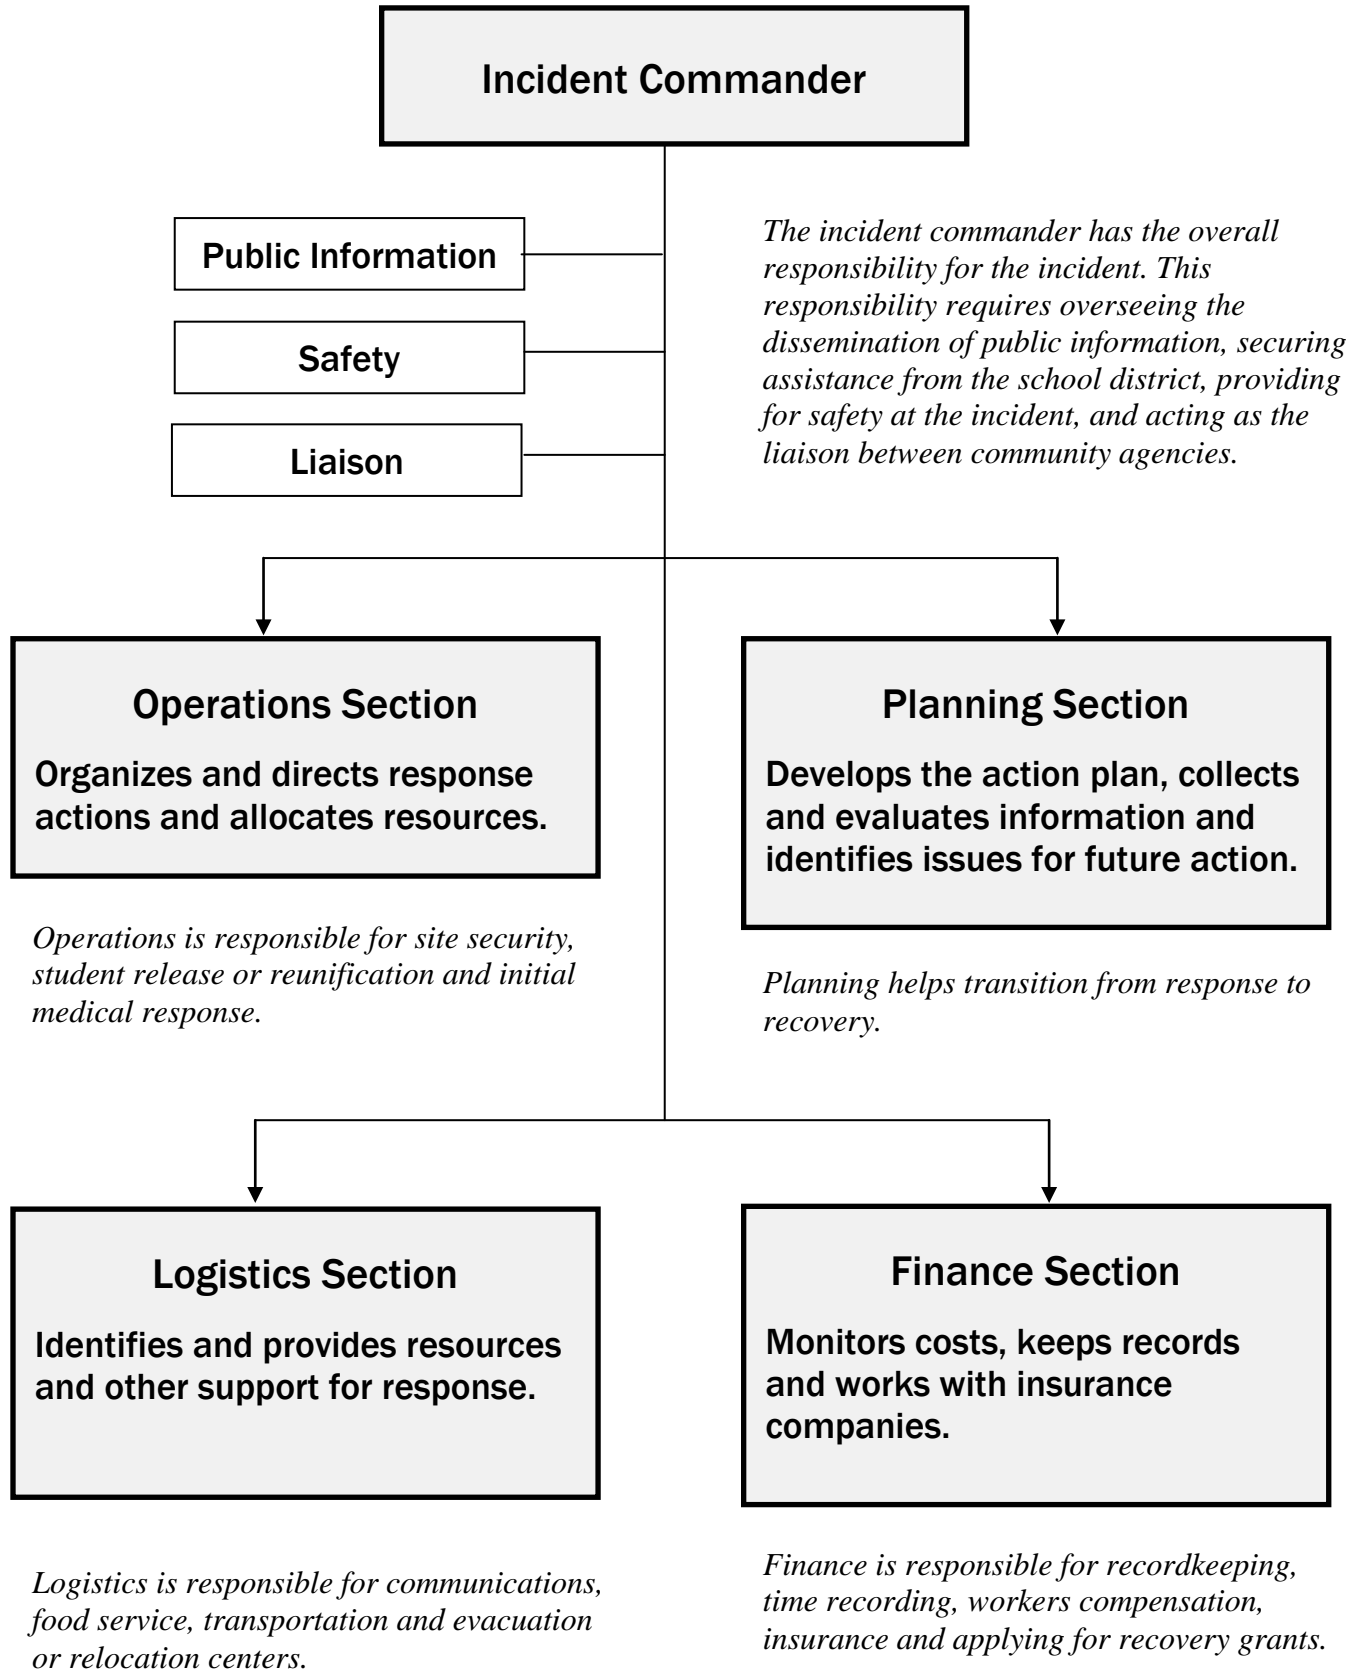 Incident Commander
Public Information
Safety
Liaison
The incident commander has the overall
responsibility for the incident. This
responsibility requires overseeing the
dissemination of public information, securing
assistance from the school district, providing
for safety at the incident, and acting as the
liaison between community agencies.
Operations Section
Organizes and directs response
actions and allocates resources.
Operations is responsible for site security,
student release or reunification and initial
medical response.
Planning Section
Develops the action plan, collects
and evaluates information and
identifies issues for future action.
Planning helps transition from response to
recovery.
Logistics Section
Identifies and provides resources
and other support for response.
Logistics is responsible for communications,
food service, transportation and evacuation
or relocation centers.
Finance Section
Monitors costs, keeps records
and works with insurance
companies.
Finance is responsible for recordkeeping,
time recording, workers compensation,
insurance and applying for recovery grants.